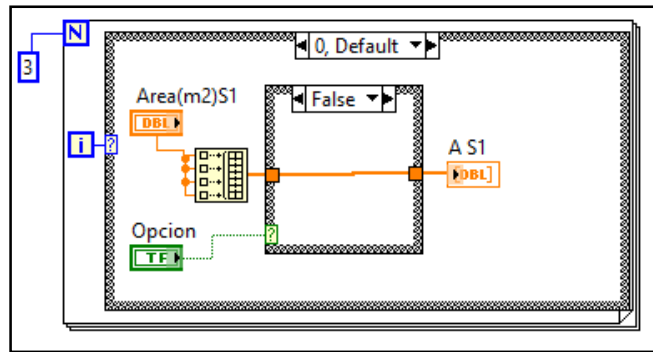 N
3
0, Default
Area(m2)S1
DBL
False
A S1
DBL]
i
?
Opcion
TF
?